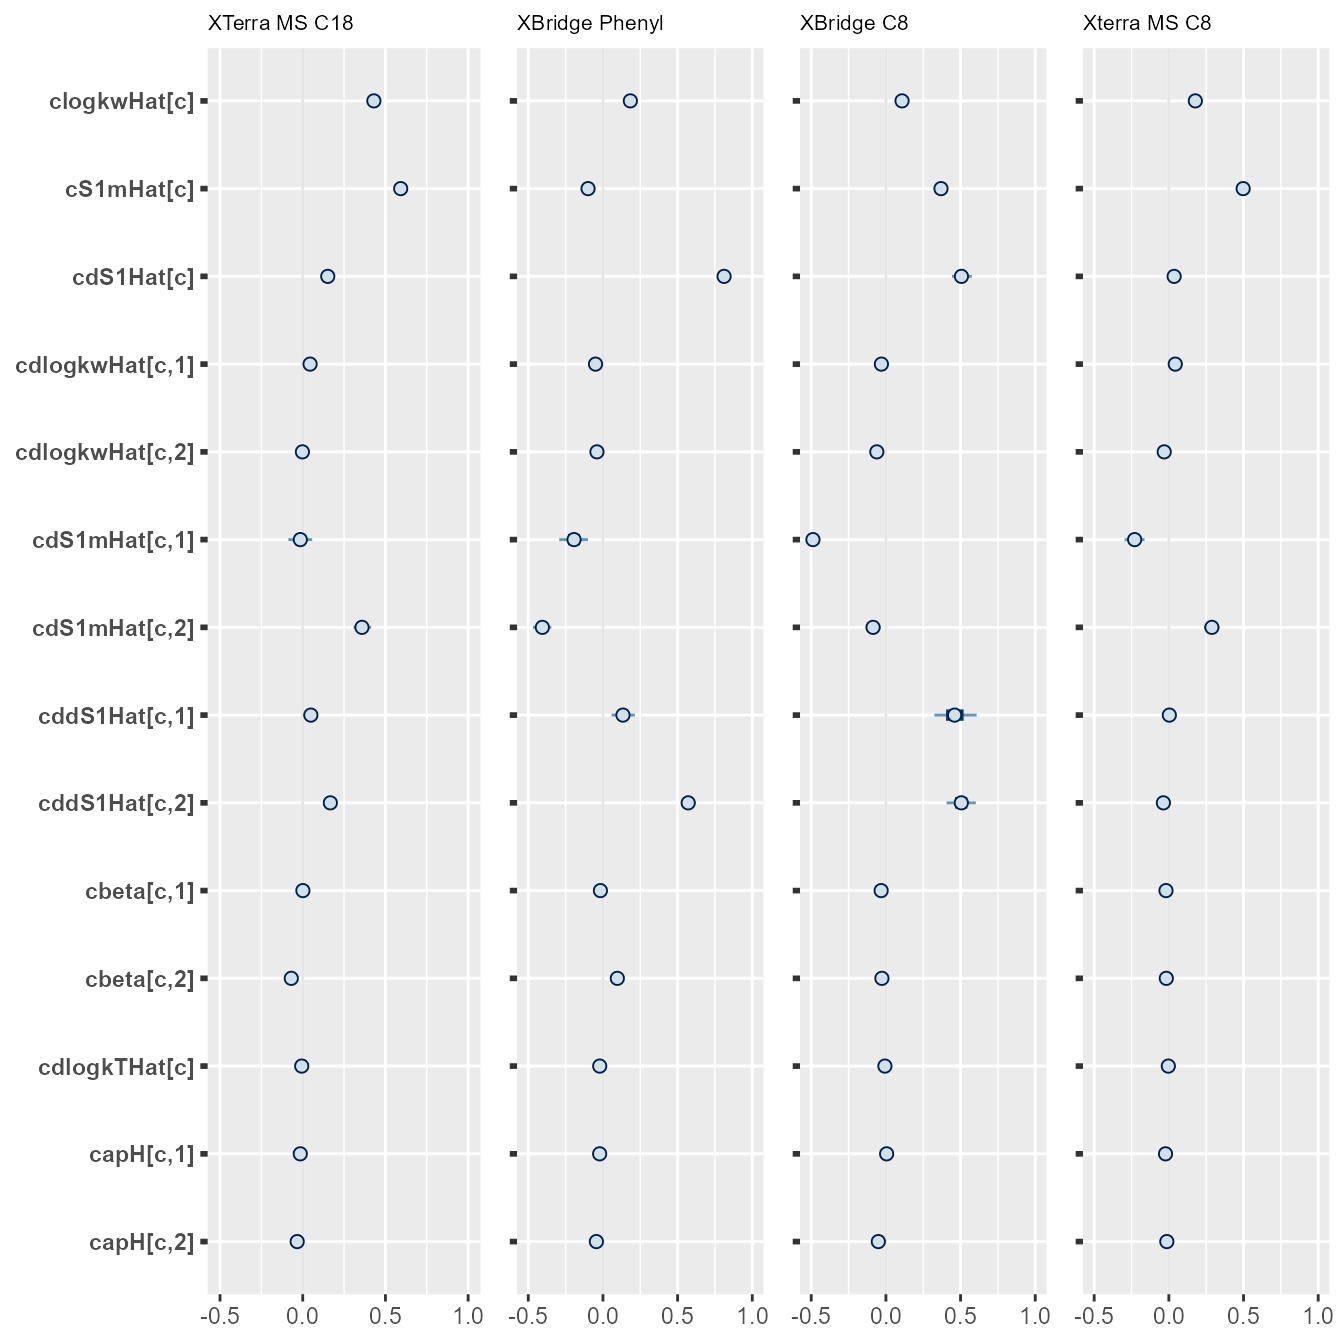 XTerra MS C18 XBridge Phenyl XBridge C8 Xterra MS C8
clogkwHat[c]
cS1mHat[c]
cdS1Hat[c]
cdlogkwHat[c,1]
cdlogkwHat[c,2]
cdS1mHat[c,1]
cdS1mHat[c,2]
cddS1Hat[c,1]
cddS1Hat[c,2]
cbeta[c,1]
cbeta[c,2]
cdlogkTHat[c]
capH[c,1]
capH[c,2]
-0.5 0.0 0.5 1.0 -0.5 0.0 0.5 1.0 -0.5 0.0 0.5 1.0 -0.5 0.0 0.5 1.0